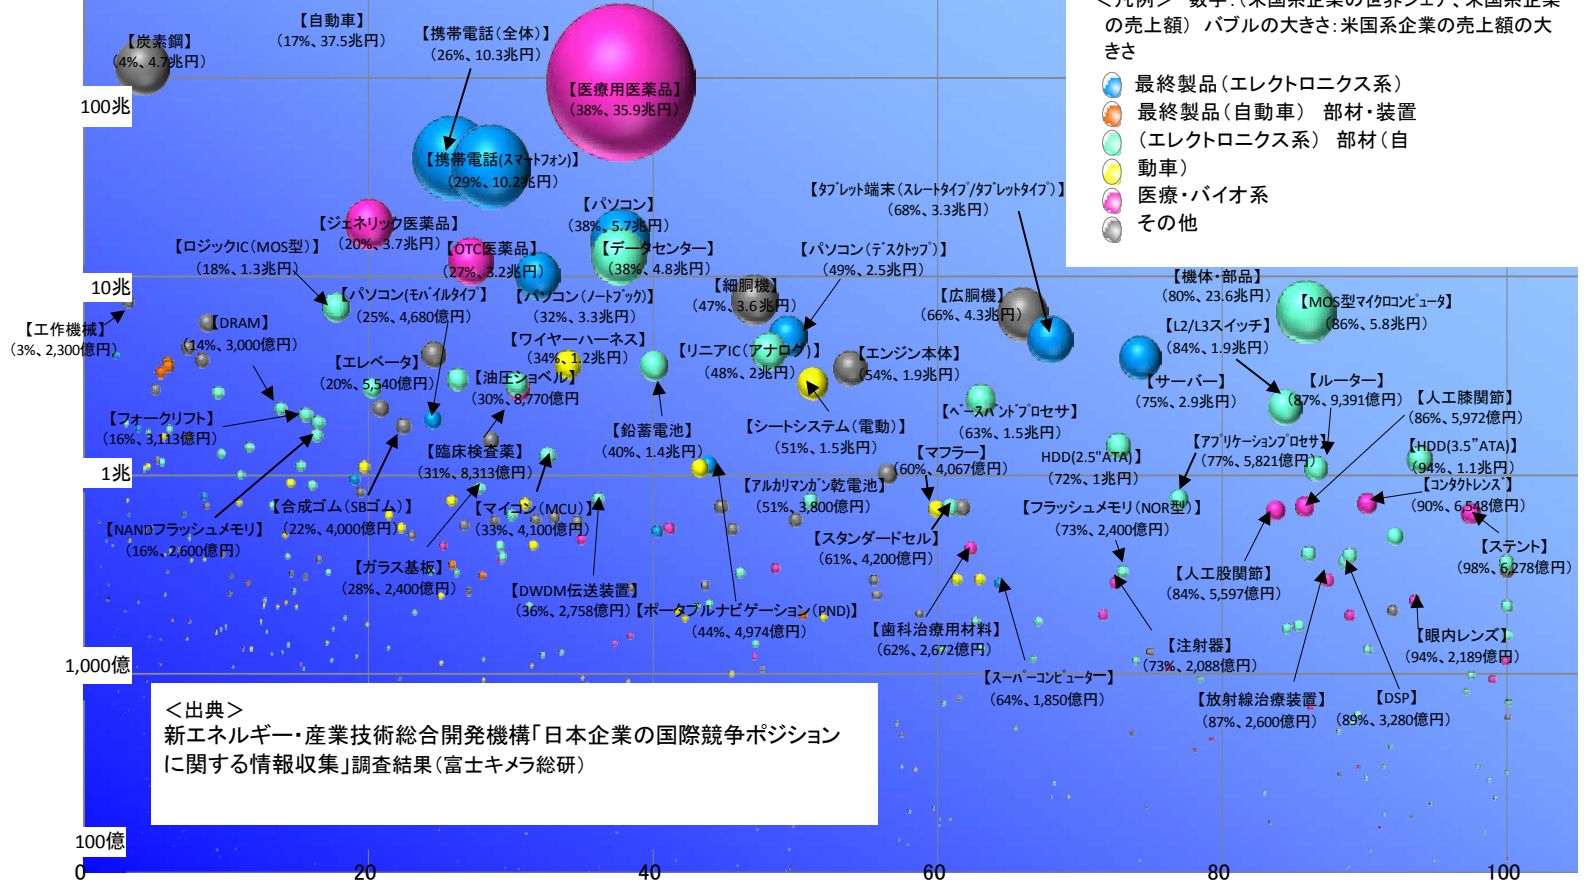 ＜凡例＞ 数字：（米国系企業の世界シェア、米国系企業
の売上額） バブルの大きさ：米国系企業の売上額の大
きさ
最終製品（エレクトロニクス系）
最終製品（自動車） 部材・装置
（エレクトロニクス系） 部材（自
動車）
医療・バイオ系
その他
【自動車】
（17%、37.5兆円）
【炭素鋼】
（4%、4.7兆円）
【携帯電話（全体）】
（26%、10.3兆円）
【医療用医薬品】
（38%、35.9兆円）
100兆
【携帯電話(スマートフォン)】
（29%、10.2兆円）
【タブレット端末（スレートタイプ/タブレットタイプ）】
（68%、3.3兆円）
【パソコン】
（38%、5.7兆円）
【ジェネリック医薬品】
（20%、3.7兆円）
【ロジックIC（MOS型）】
（18%、1.3兆円）
【OTC医薬品】
（27%、3.2兆円）
【データセンター】
（38%、4.8兆円）
【パソコン（デスクトップ）】
（49%、2.5兆円）
10兆
【パソコン(モバイルタイプ】
（25%、4,680億円）
【パソコン（ノートブック）】
（32%、3.3兆円）
【細胴機】
（47%、3.6兆円）
【広胴機】
（66%、4.3兆円）
【機体・部品】
（80%、23.6兆円）
【MOS型マイクロコンピュータ】
（86%、5.8兆円）
【工作機械】
（3%、2,300億円）
【DRAM】
（14%、3,000億円）
【エレベータ】
（20%、5,540億円）
【ワイヤーハーネス】
（34%、1.2兆円）
【油圧ショベル】
（30%、8,770億円）
【リニアIC（アナログ）】
（48%、2兆円）
【エンジン本体】
（54%、1.9兆円）
【L2/L3スイッチ】
（84%、1.9兆円）
【サーバー】
（75%、2.9兆円）
【ルーター】
（87%、9,391億円）
【人工膝関節】
（86%、5,972億円）
【フォークリフト】
（16%、3,113億円）
【臨床検査薬】
（31%、8,313億円）
【鉛蓄電池】
（40%、1.4兆円）
【シートシステム（電動）】
（51%、1.5兆円）
【ベースバンドプロセサ】
（63%、1.5兆円）
【マフラー】
（60%、4,067億円）
HDD(2.5"ATA)】
（72%、1兆円）
【アプリケーションプロセサ】
（77%、5,821億円）
【HDD(3.5"ATA)】
（94%、1.1兆円）
1兆
【アルカリマンガン乾電池】
（51%、3,800億円）
【コンタクトレンズ】
（90%、6,548億円）
【NANDフラッシュメモリ】
（16%、2,600億円）
【合成ゴム（SBゴム）】
（22%、4,000億円）
【マイコン（MCU）】
（33%、4,100億円）
【スタンダードセル】
（61%、4,200億円）
【フラッシュメモリ（NOR型）】
（73%、2,400億円）
【ステント】
（98%、6,278億円）
【ガラス基板】
（28%、2,400億円）
【DWDM伝送装置】
（36%、2,758億円）
【ポータブルナビゲーション（PND)】
（44%、4,974億円）
【人工股関節】
（84%、5,597億円）
【歯科治療用材料】
（62%、2,672億円）
【注射器】
（73%、2,088億円）
【眼内レンズ】
（94%、2,189億円）
1,000億
【スーパーコンピューター】
（64%、1,850億円）
【放射線治療装置】
（87%、2,600億円）
【DSP】
（89%、3,280億円）
＜出典＞
新エネルギー・産業技術総合開発機構「日本企業の国際競争ポジション
に関する情報収集」調査結果（富士キメラ総研）
100億
0 20 40 60 80 100